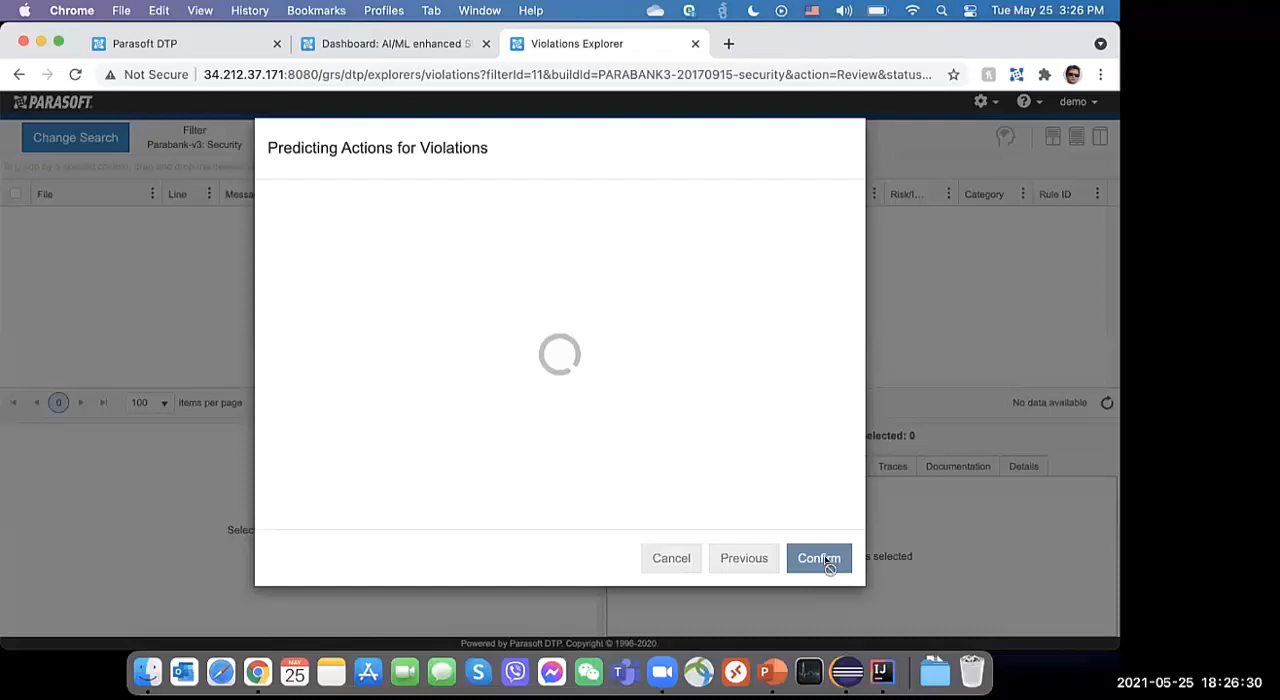 Chrome File Edit View History Bookmarks Profiles Tab Window Help Tue May 25 3:26 PM
Parasoft DTP Dashboard: AI/ML enhanced S Violations Explorer
Not Secure 34.212.37.171:8080/grs/dtp/explorers/violations?filterId=11&buildId=PARABANK3-20170915-security&action=Review&status...
PARASOFT. demo
Change Search
Filter
Parabank-v3: Security
Predicting Actions for Violations
File Line Messa Risk/I... Category Rule ID
0 100 items per page No data available
elected: 0
Traces Documentation Details
Selec
s selected
Cancel Previous Confirm
Powered by Parasoft DTP. Copyright © 1996-2020
MAY
25
2021-05-25 18:26:30